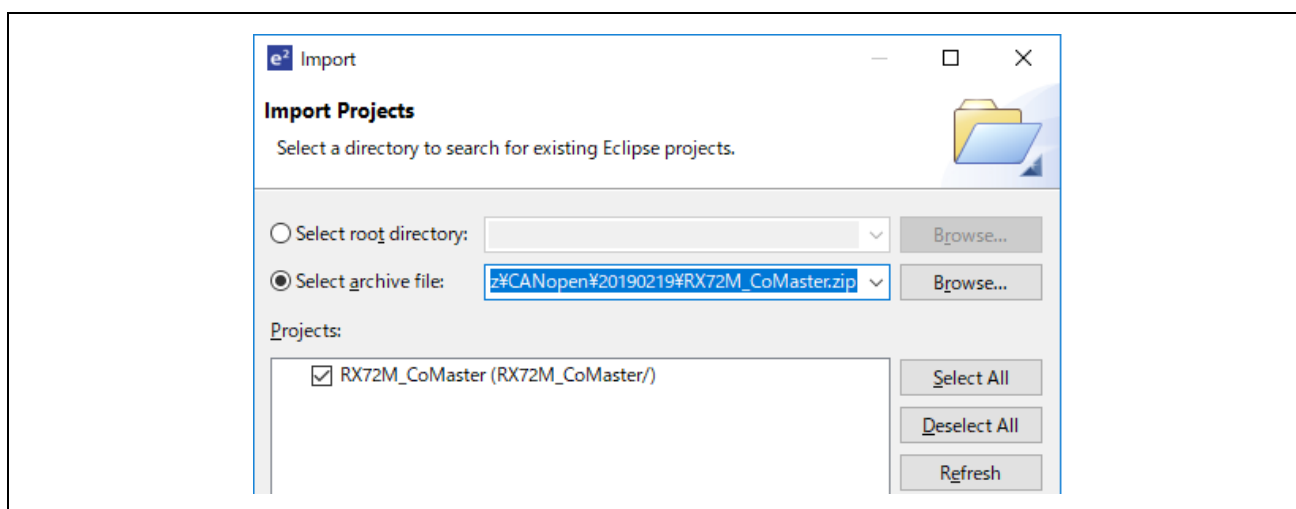 e² Import
Import Projects
Select a directory to search for existing Eclipse projects.
Select root directory: Browse...
Select archive file: z¥CANopen¥20190219¥RX72M_CoMaster.zip Browse...
Projects:
RX72M_CoMaster (RX72M_CoMaster/) Select All
Deselect All
Refresh